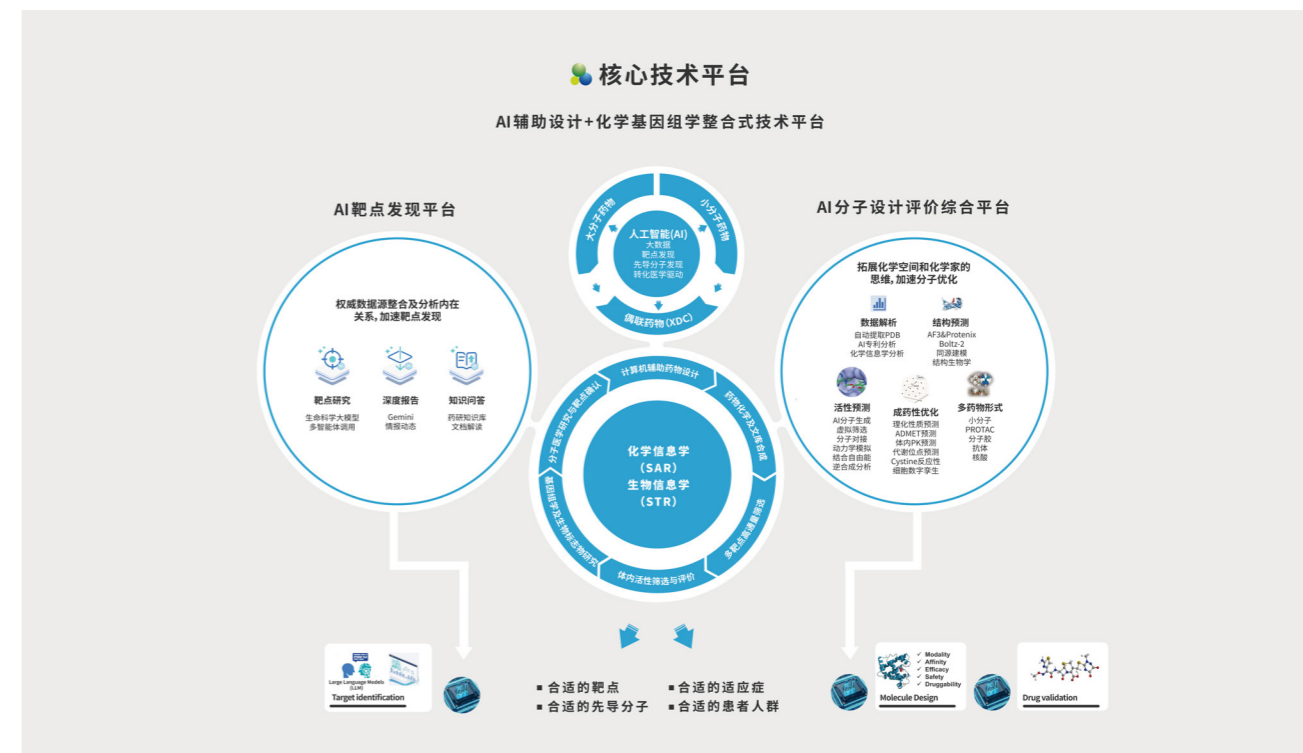 核心技术平台
AI辅助设计+化学基因组学整合式技术平台
AI靶点发现平台
权威数据源整合及分析内在
关系,加速靶点发现
靶点研究
生命科学大模型
多智能体调用
深度报告
Gemini
情报动态
知识问答
药研知识库
文档解读
大分子药物
小分子药物
偶联药物(XDC)
人工智能(AI)
大数据
靶点发现
先导分子发现
转化医学驱动
计算机辅助药物设计
药物化学及文库合成
多靶点高通量筛选
体内活性筛选与评价
分子医学研究与靶点确认
化学信息学
(SAR)
生物信息学
(STR)
AI分子设计评价综合平台
拓展化学空间和化学家的
思维,加速分子优化
数据解析
自动提取PDB
AI专利分析
化学信息学分析
结构预测
AF3&Protenix
Boltz-2
同源建模
结构生物学
活性预测
AI分子生成
虚拟筛选
分子对接
动力学模拟
结合自由能
逆合成分析
成药性优化
理化性质预测
ADMET预测
体内PK预测
代谢位点预测
Cystine反应性
细胞数字孪生
多药物形式
小分子
PROTAC
分子胶
抗体
核酸
Large Language Models
(LLM)
Target identification
■ 合适的靶点
■ 合适的先导分子
■ 合适的适应症
■ 合适的患者人群
✓ Modality
✓ Affinity
✓ Efficacy
✓ Safety
✓ Druggability
Molecule Design
Drug validation